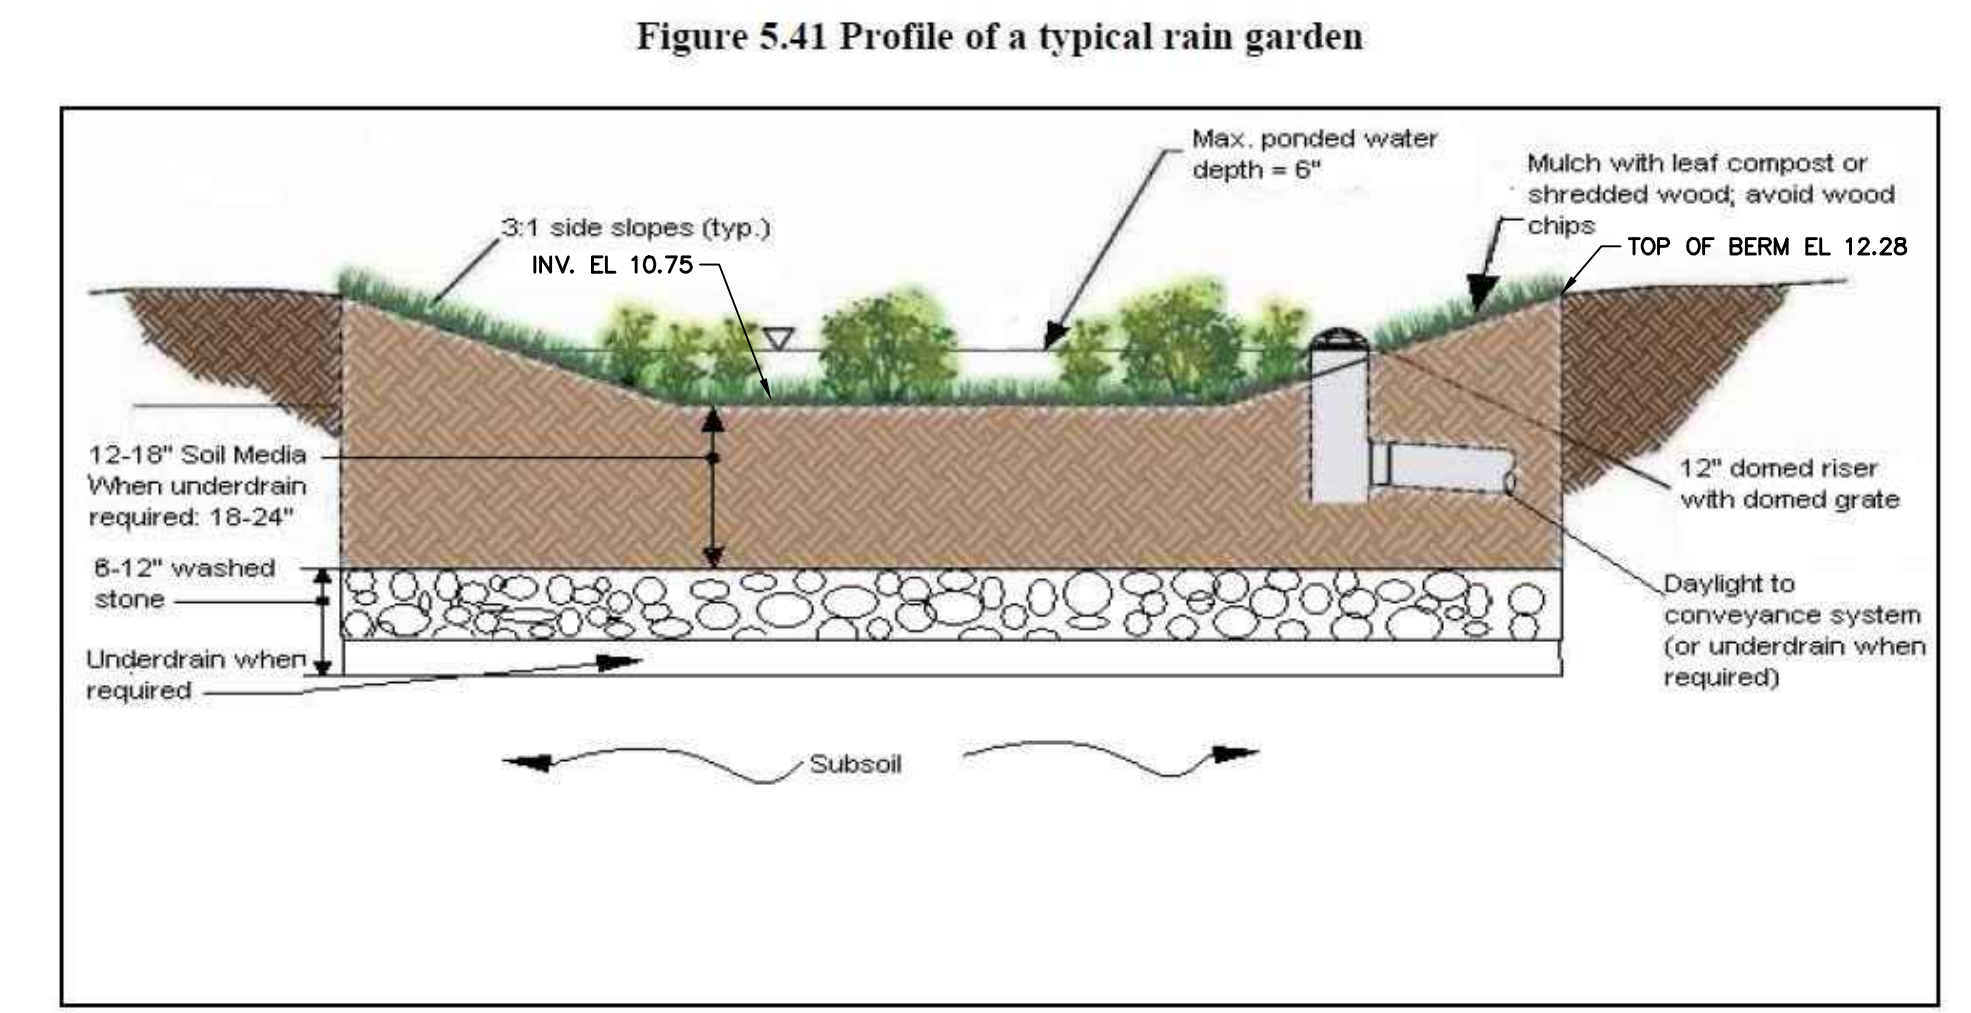 Figure 5.41 Profile of a typical rain garden
Max. ponded water
depth = 6"
Mulch with leaf compost or
shredded wood; avoid wood
chips
TOP OF BERM EL 12.28
3:1 side slopes (typ.)
INV. EL 10.75
12-18" Soil Media
When underdrain
required: 18-24"
6-12" washed
stone
Underdrain when
required
12" domed riser
with domed grate
Daylight to
conveyance system
(or underdrain when
required)
Subsoil